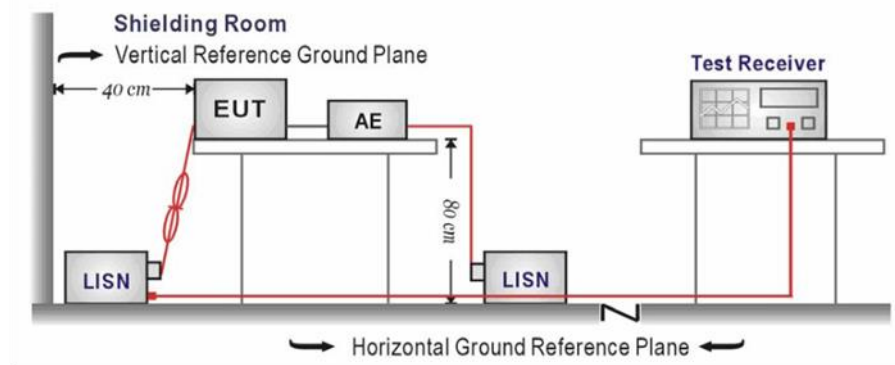 Shielding Room
Vertical Reference Ground Plane
Test Receiver
40 cm
EUT
AE
80 cm
LISN
LISN
Horizontal Ground Reference Plane